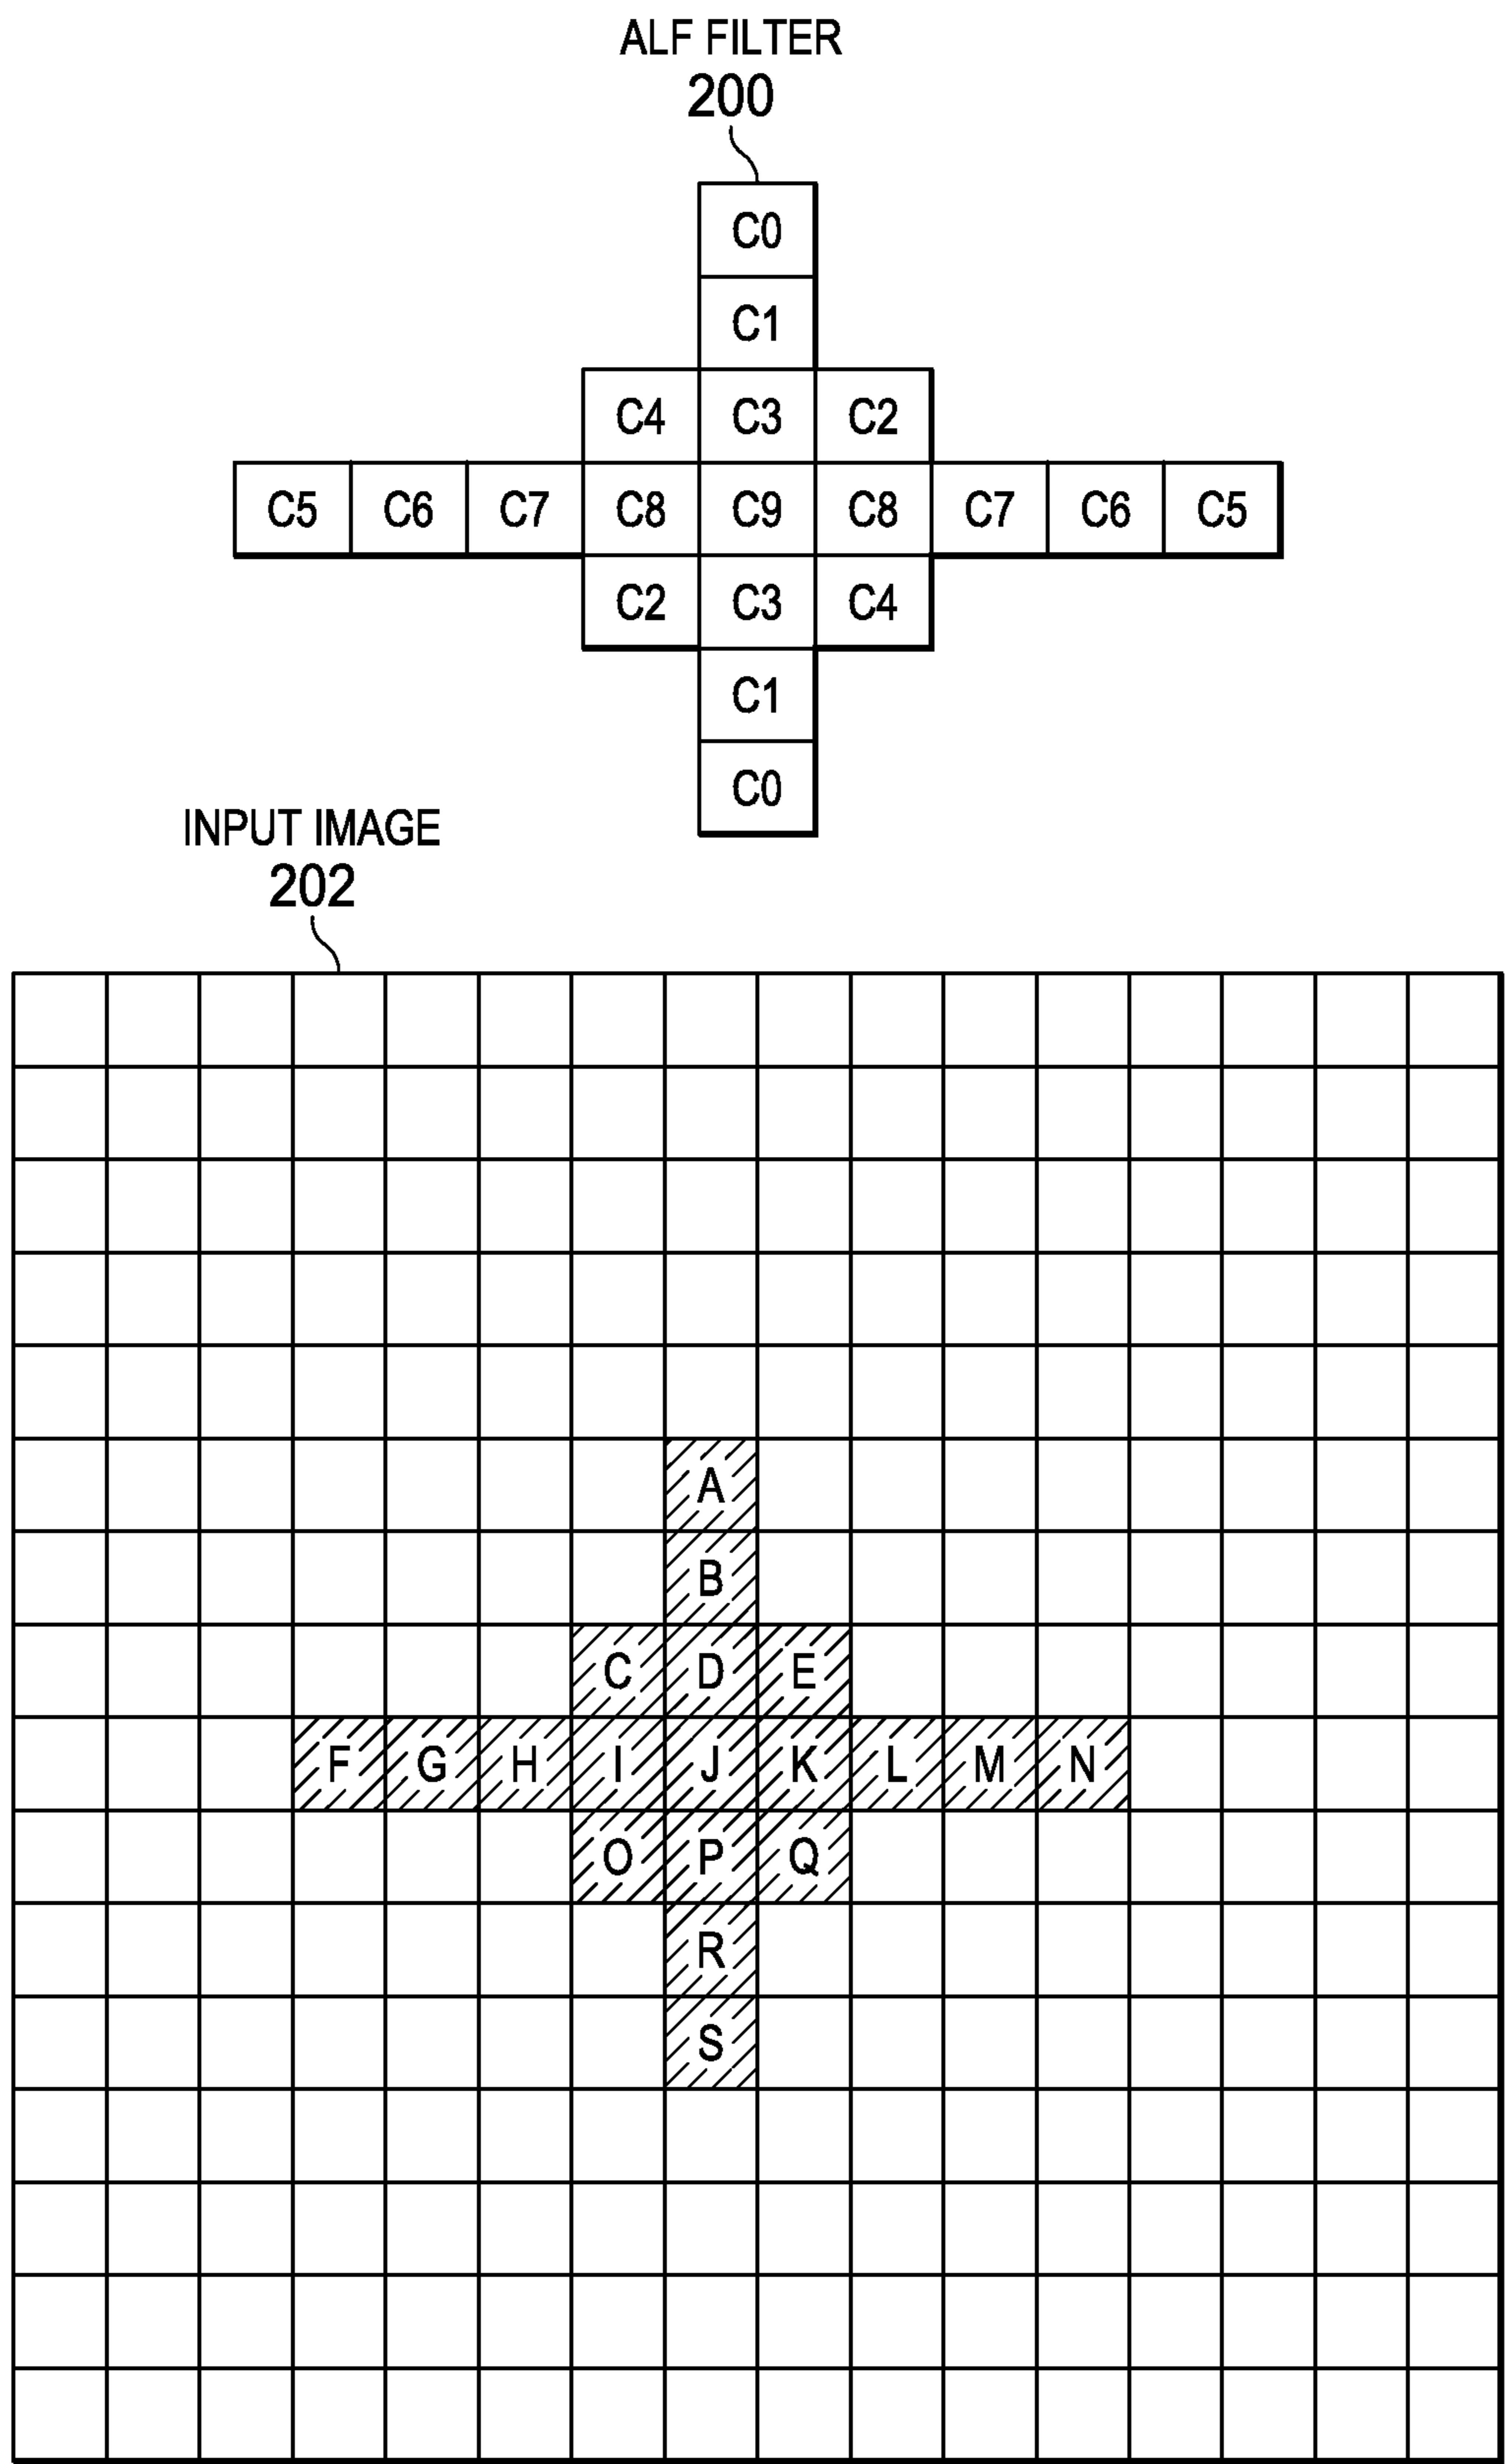 ALF FILTER
200
C0
C1
C4 C3 C2
C5 C6 C7 C8 C9 C8 C7 C6 C5
C2 C3 C4
C1
C0
INPUT IMAGE
202
A
B
C D E
F G H I J K L M N
O P Q
R
S